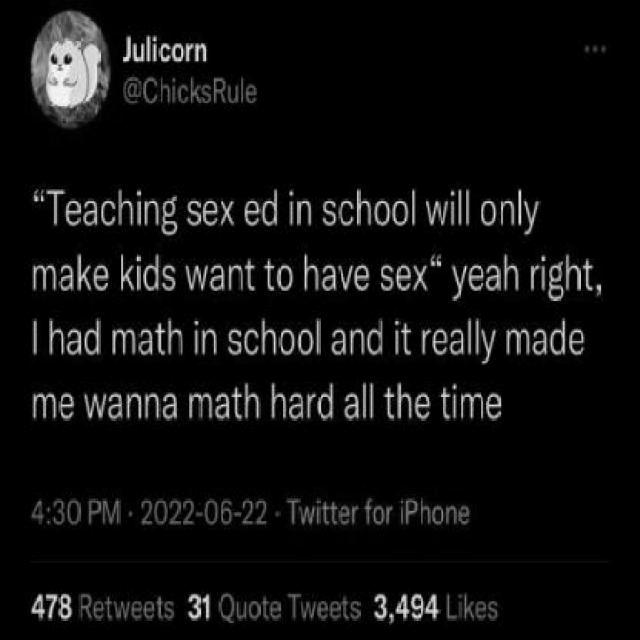 Julicorn
@ChicksRule
“Teaching sex ed in school will only
make kids want to have sex“ yeah right,
I had math in school and it really made
me wanna math hard all the time
4:30 PM · 2022-06-22 · Twitter for iPhone
478 Retweets 31 Quote Tweets 3,494 Likes